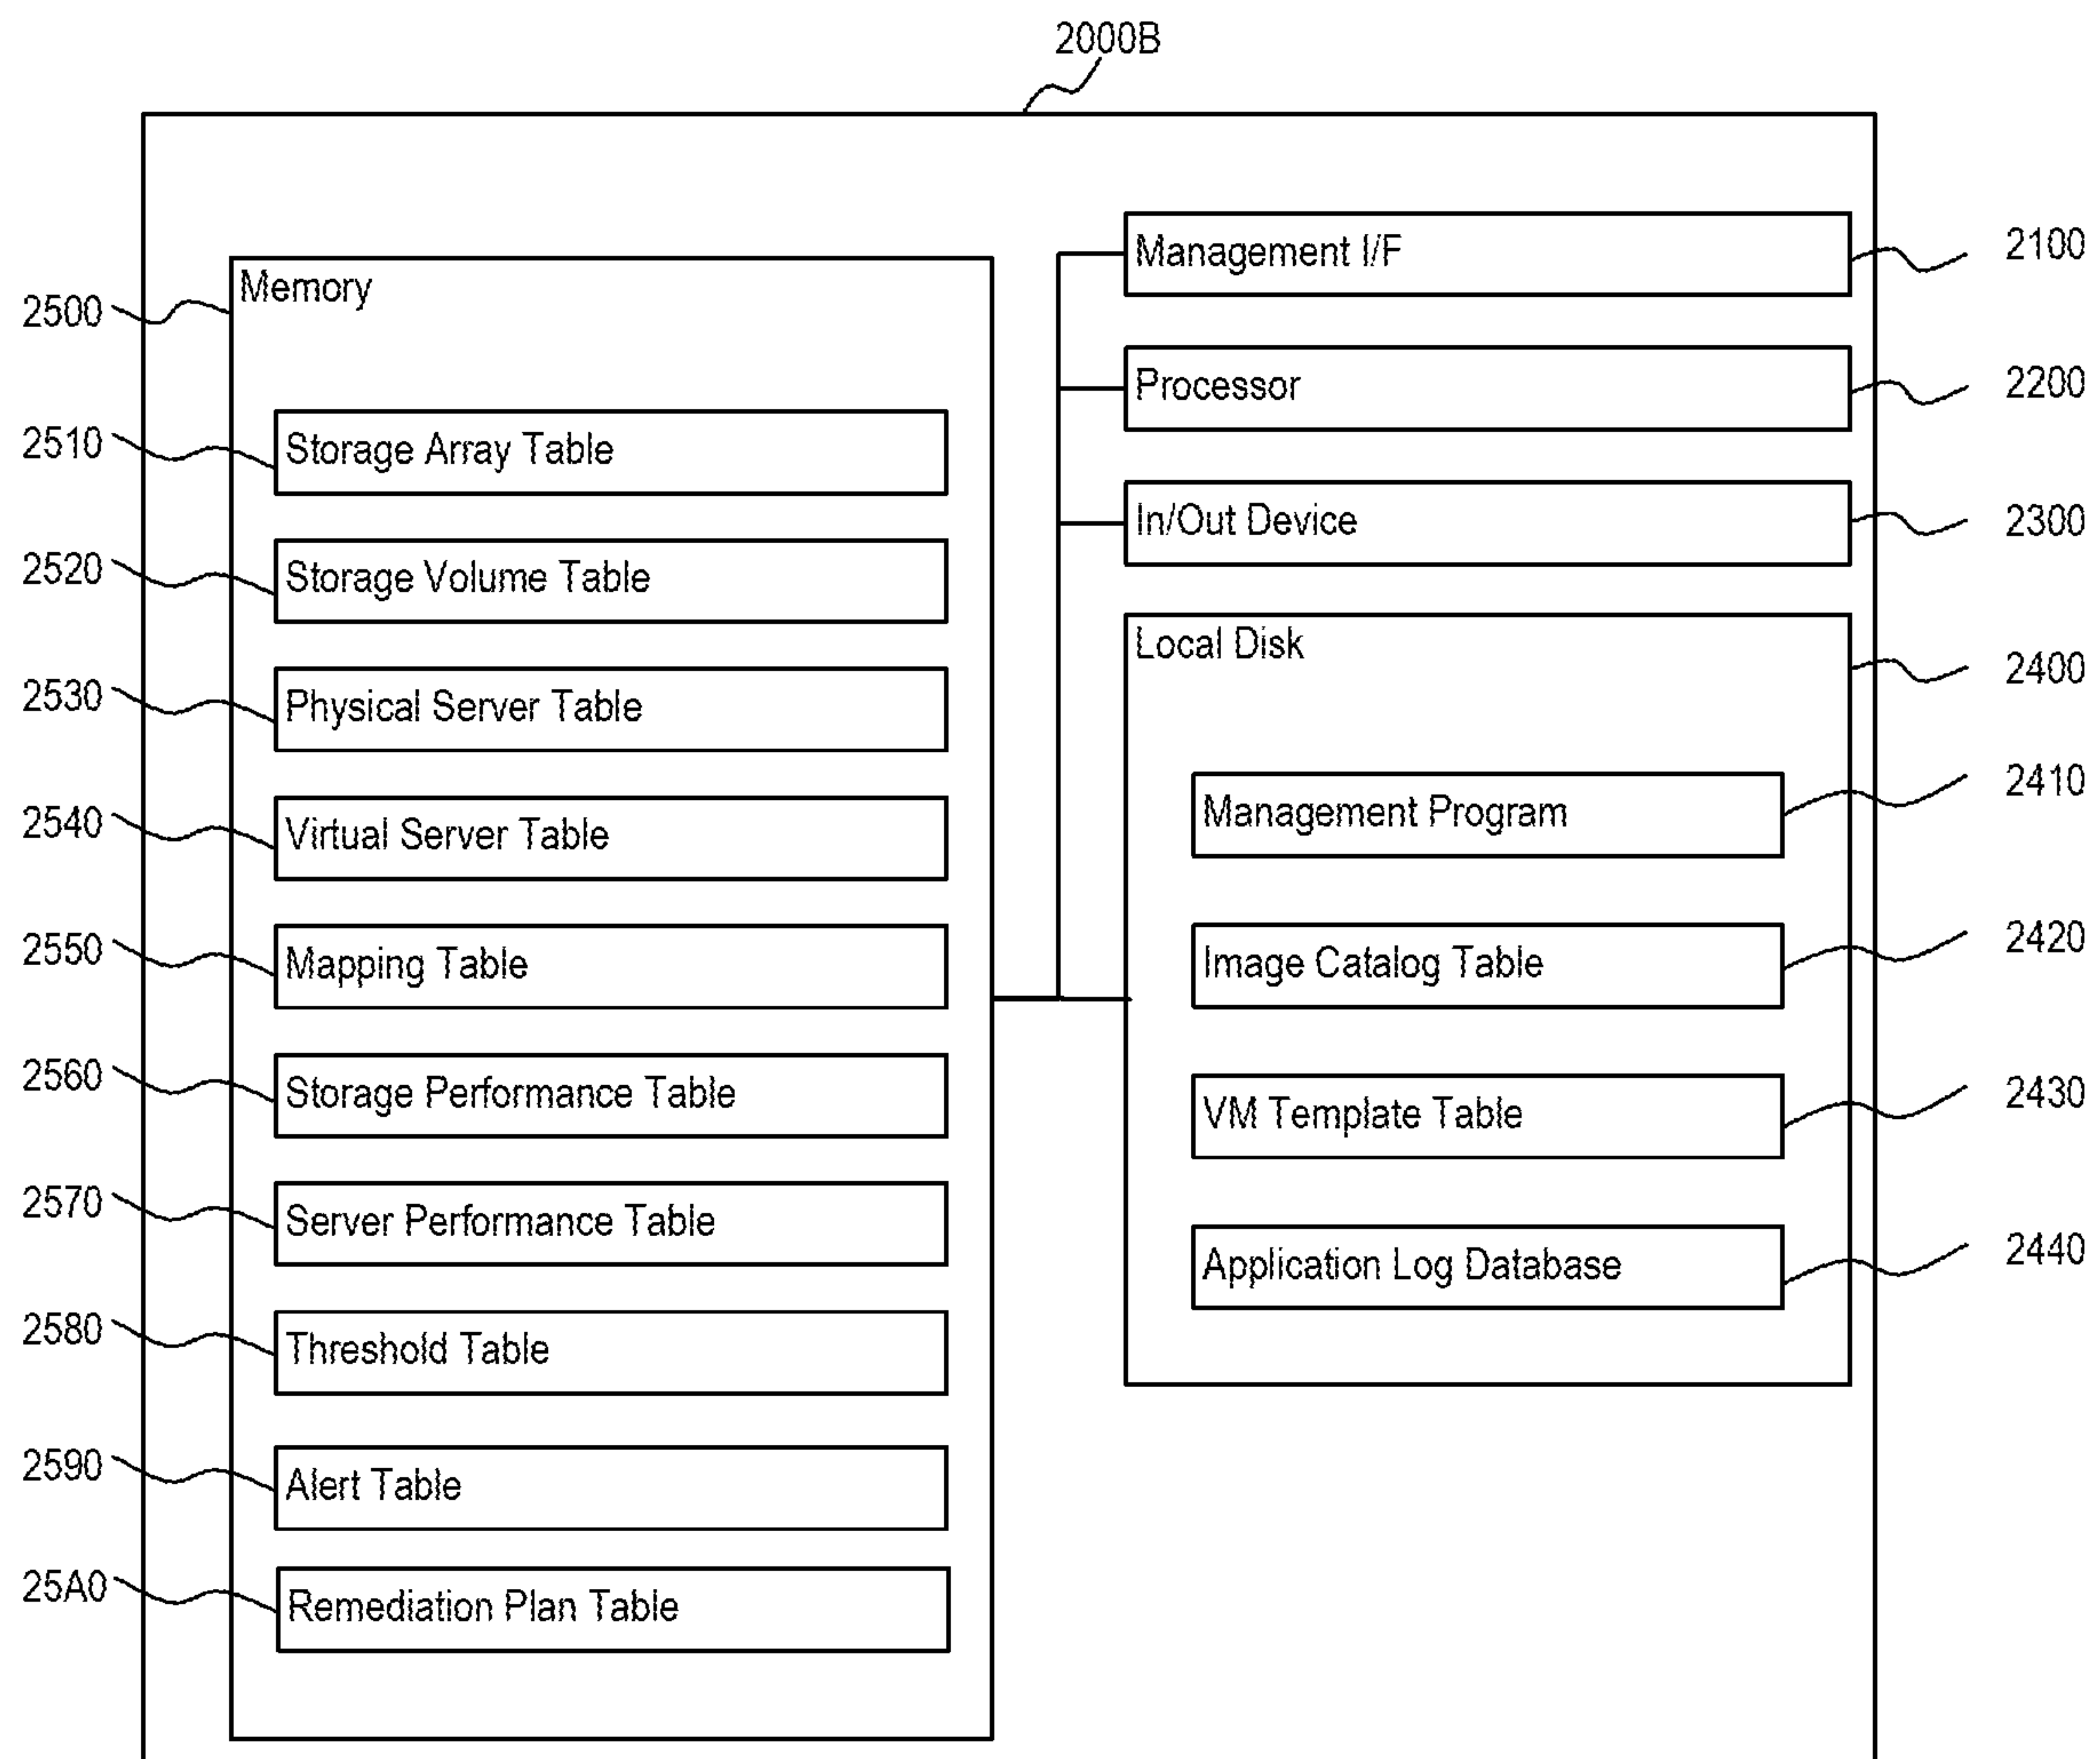 2000B
2500
Memory
2510
Storage Array Table
2520
Storage Volume Table
2530
Physical Server Table
2540
Virtual Server Table
2550
Mapping Table
2560
Storage Performance Table
2570
Server Performance Table
2580
Threshold Table
2590
Alert Table
25A0
Remediation Plan Table
Management I/F
2100
Processor
2200
In/Out Device
2300
Local Disk
2400
Management Program
2410
Image Catalog Table
2420
VM Template Table
2430
Application Log Database
2440